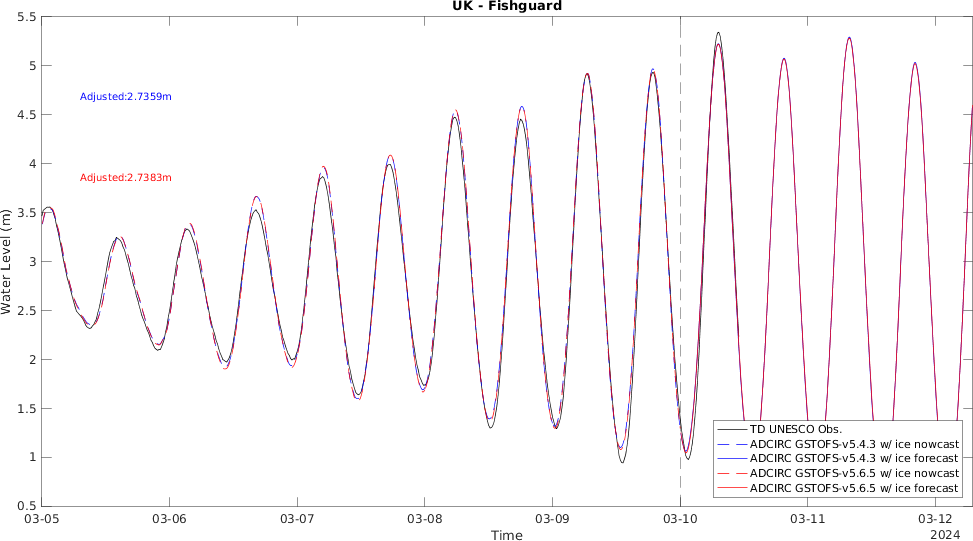 UK - Fishguard
5.5
5
4.5
4
3.5
3
2.5
2
1.5
1
0.5
Water Level (m)
Adjusted:2.7359m
Adjusted:2.7383m
TD UNESCO Obs.
ADCIRC GSTOFS-v5.4.3 w/ ice nowcast
ADCIRC GSTOFS-v5.4.3 w/ ice forecast
ADCIRC GSTOFS-v5.6.5 w/ ice nowcast
ADCIRC GSTOFS-v5.6.5 w/ ice forecast
03-05 03-06 03-07 03-08 03-09 03-10 03-11 03-12
Time
2024